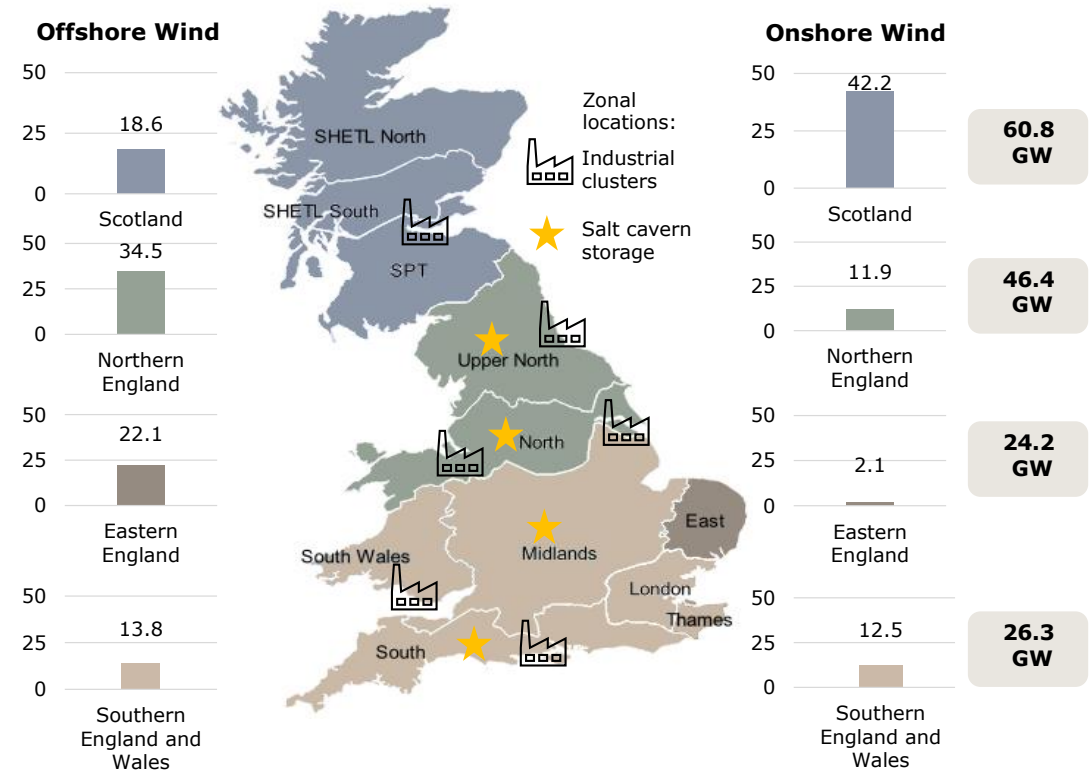 Offshore Wind
50
25
0
18.6
Scotland
50
25
0
34.5
Northern
England
50
25
0
22.1
Eastern
England
50
25
0
13.8
Southern
England and
Wales
SHETL North
SHETL South
SPT
Upper North
North
Midlands
East
South Wales
London
Thames
South
Zonal
locations:
Industrial
clusters
Salt cavern
storage
Onshore Wind
50
25
0
42.2
Scotland
60.8
GW
50
25
0
11.9
Northern
England
46.4
GW
50
25
0
2.1
Eastern
England
24.2
GW
50
25
0
12.5
Southern
England and
Wales
26.3
GW